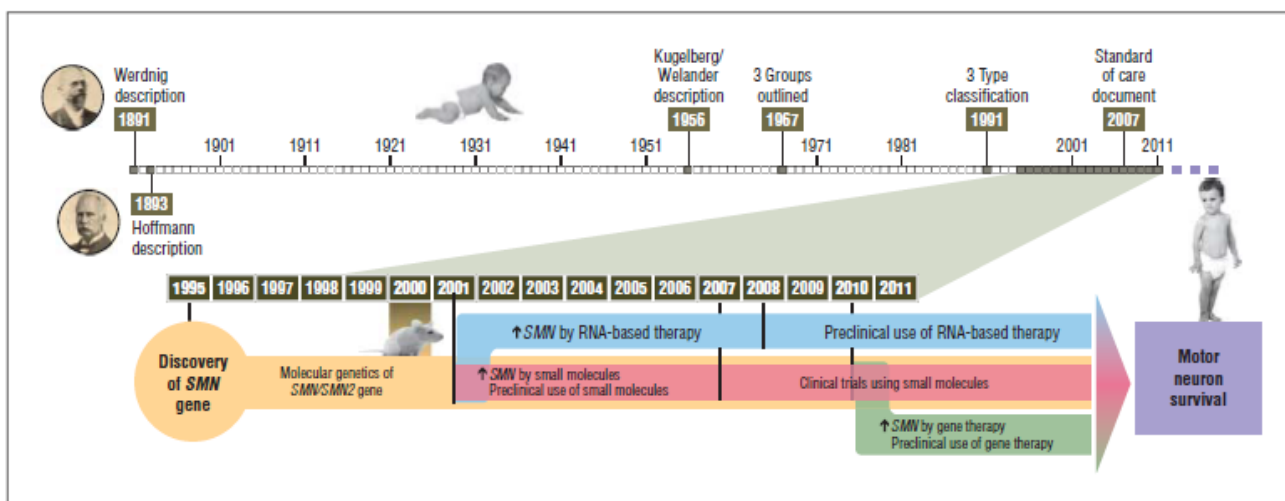 Werdnig
description
1891
Kugelberg/
Welander
description
1956
3 Groups
outlined
1967
3 Type
classification
1991
Standard
of care
document
2007
1901
1911
1921
1931
1941
1951
1971
1981
2001
2011
1893
Hoffmann
description
1995
1996
1997
1998
1999
2000
2001
2002
2003
2004
2005
2006
2007
2008
2009
2010
2011
Discovery
of SMN
gene
Molecular genetics of
SMN/SMN2 gene
↑ SMN by RNA-based therapy
Preclinical use of RNA-based therapy
↑ SMN by small molecules
Preclinical use of small molecules
Clinical trials using small molecules
↑ SMN by gene therapy
Preclinical use of gene therapy
Motor
neuron
survival